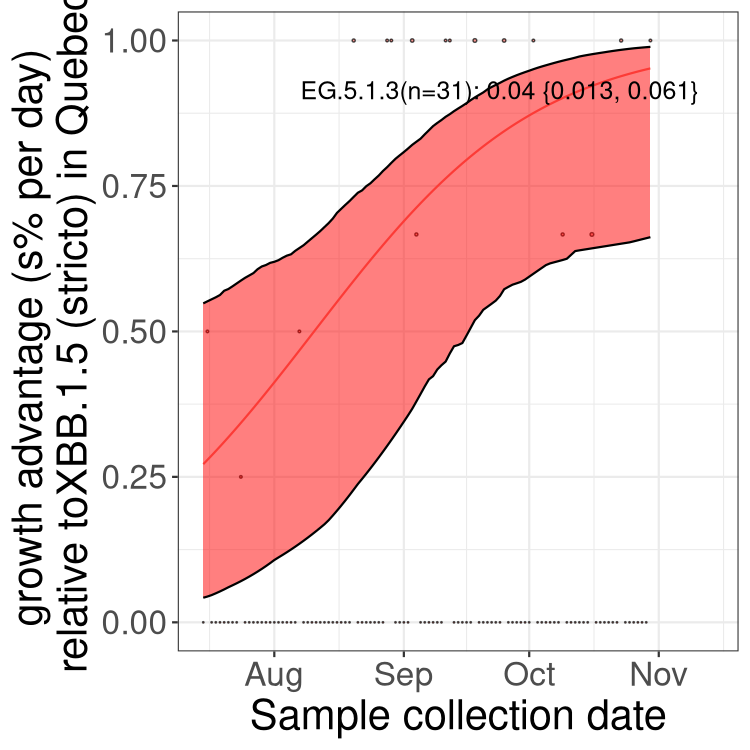 growth advantage (s% per day)
relative toXBB.1.5 (stricto) in Quebec
1.00
0.75
0.50
0.25
0.00
EG.5.1.3(n=31): 0.04 {0.013, 0.061}
Aug Sep Oct Nov
Sample collection date